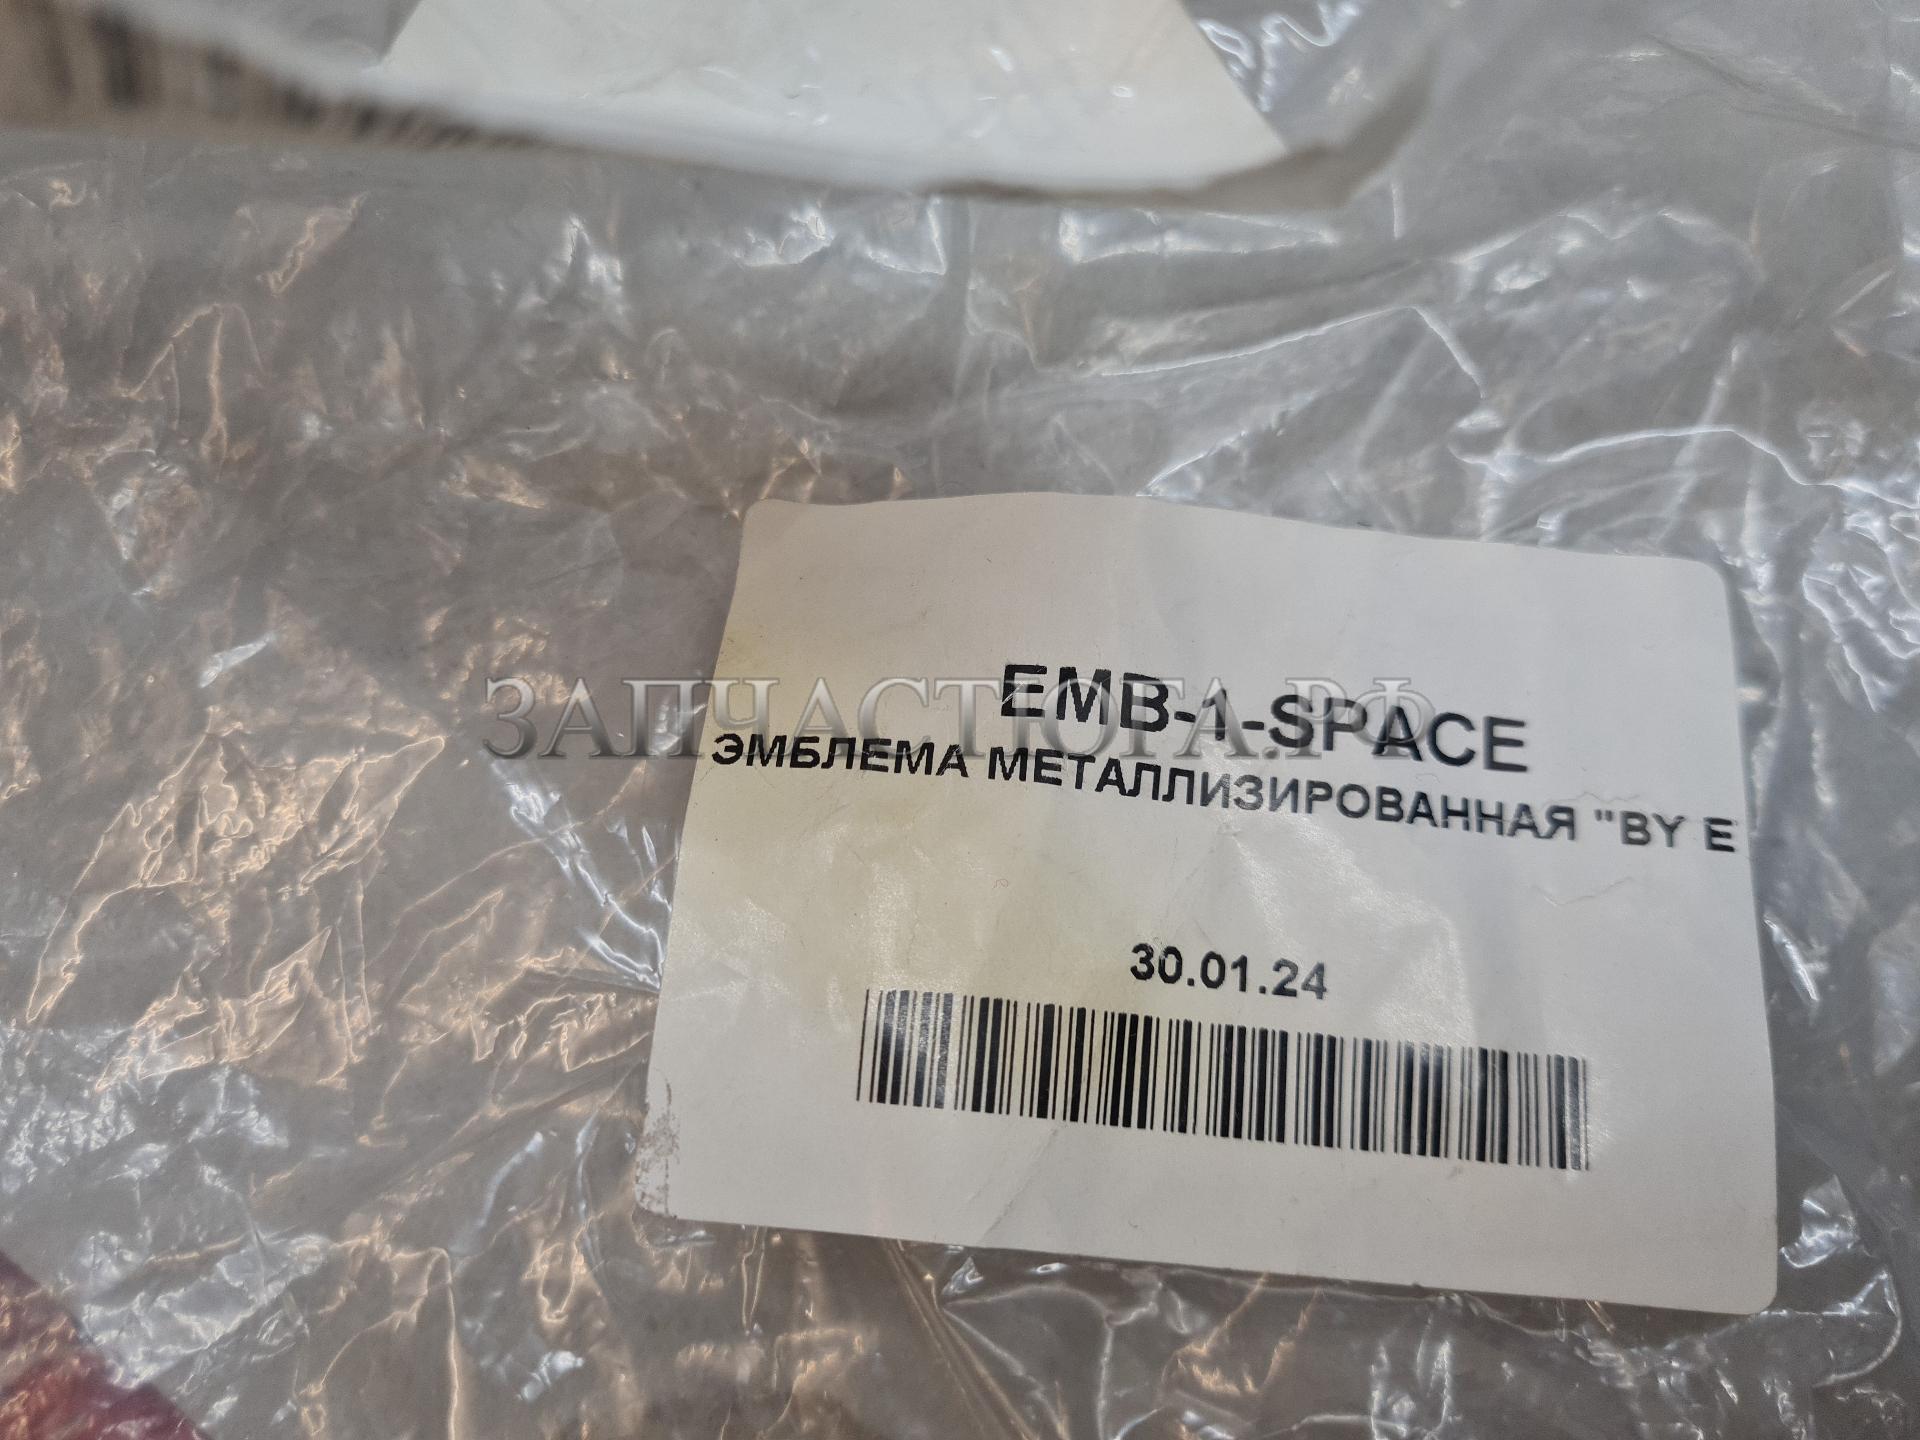 EMB-1-SPACE
ЗАПЧАСТЮГА.РФ
ЭМБЛЕМА МЕТАЛЛИЗИРОВАННАЯ "BY E
30.01.24